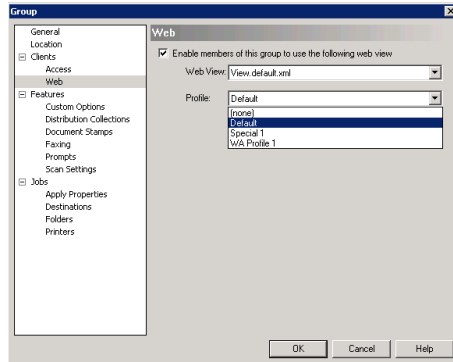 Group
General
Location
Clients
Access
Web
Features
Custom Options
Distribution Collections
Document Stamps
Faxing
Prompts
Scan Settings
Jobs
Apply Properties
Destinations
Folders
Printers
Web
Enable members of this group to use the following web view
Web View: View.default.xml
Profile: Default
(none)
Default
Special 1
WA Profile 1
OK Cancel Help